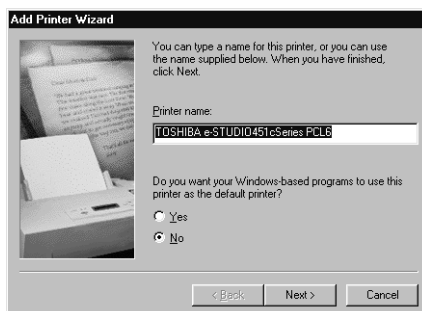 Add Printer Wizard
You can type a name for this printer, or you can use
the name supplied below. When you have finished,
click Next.
Printer name:
TOSHIBA e-STUDIO451cSeries PCL6
Do you want your Windows-based programs to use this
printer as the default printer?
Yes
No
< Back
Next >
Cancel